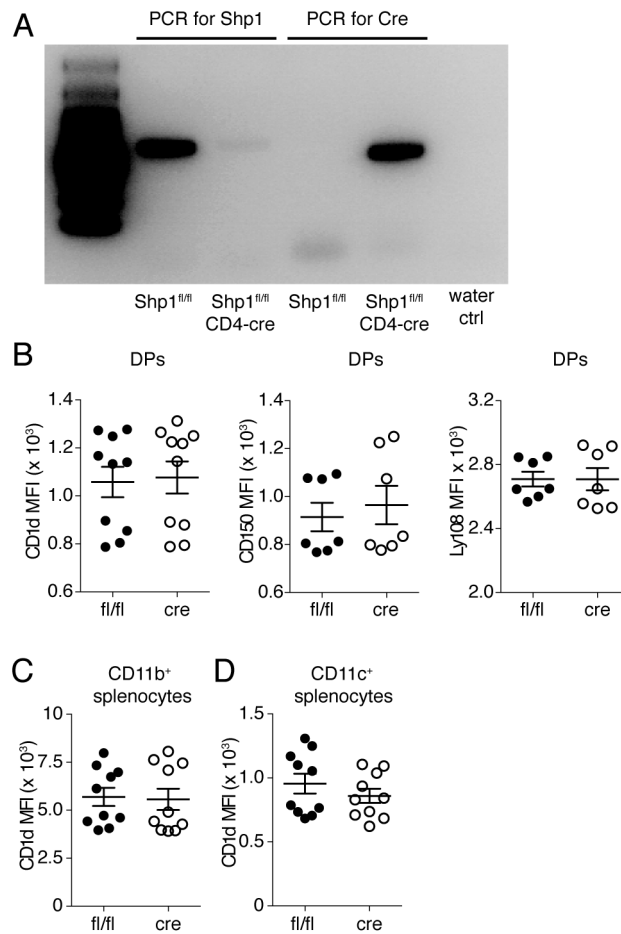 A
PCR for Shp1
PCR for Cre
Shp1fl/fl
Shp1fl/fl
CD4-cre
Shp1fl/fl
Shp1fl/fl
CD4-cre
water
ctrl
B
DPs
CD1d MFI (x 10³)
1.4
1.2
1.0
0.8
0.6
fl/fl
cre
DPs
CD150 MFI (x 10³)
1.4
1.2
1.0
0.8
0.6
fl/fl
cre
DPs
Ly108 MFI x 10³)
3.2
2.8
2.4
2.0
fl/fl
cre
C
CD11b⁺
splenocytes
CD1d MFI (x 10³)
10
7.5
5.0
2.5
0
fl/fl
cre
D
CD11c⁺
splenocytes
CD1d MFI (x 10³)
1.5
1.0
0.5
0
fl/fl
cre